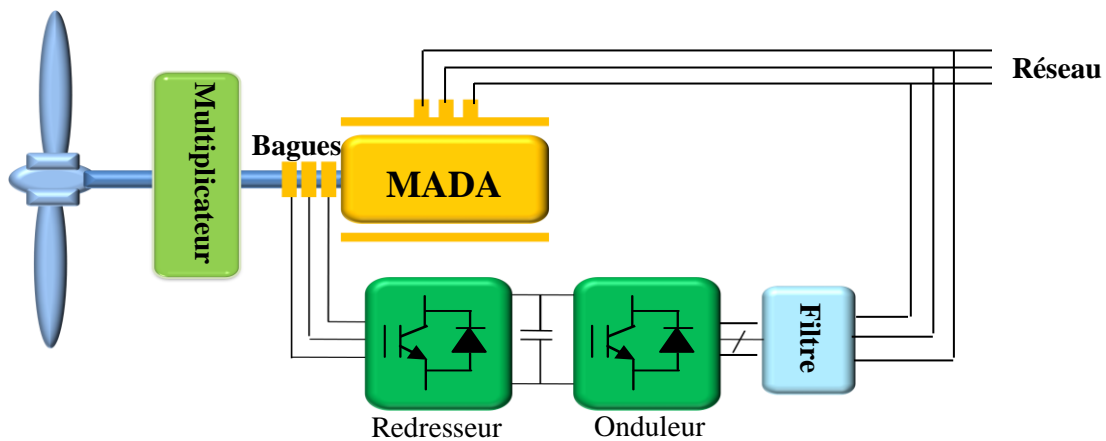 Réseau
Multiplicateur
Bagues
MADA
Filtre
Redresseur
Onduleur